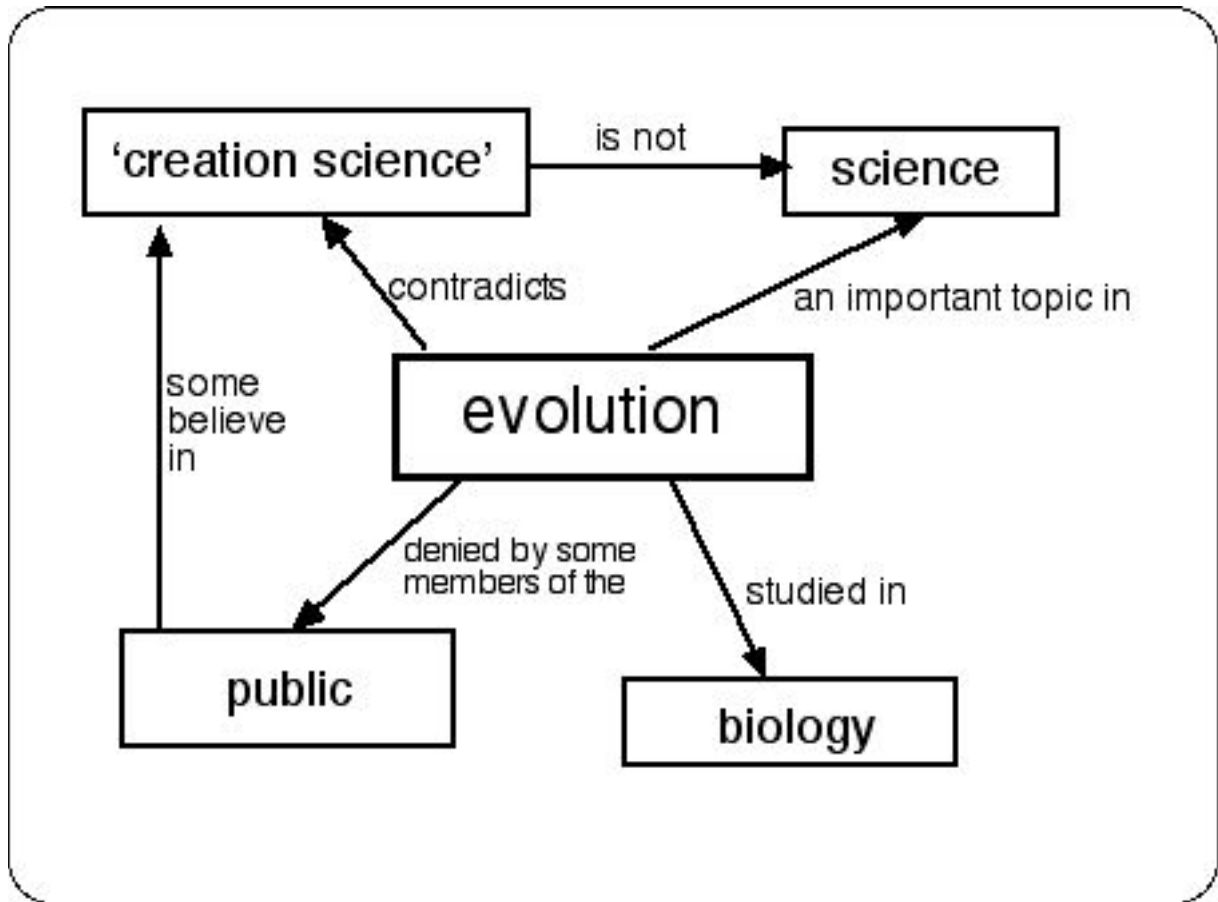 ‘creation science’
is not
science
contradicts
an important topic in
some
believe
in
evolution
denied by some
members of the
studied in
public
biology